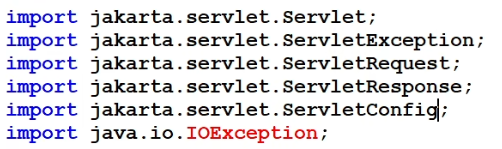 import jakarta.servlet.Servlet;
import jakarta.servlet.ServletException;
import jakarta.servlet.ServletRequest;
import jakarta.servlet.ServletResponse;
import jakarta.servlet.ServletConfig;
import java.io.IOException;